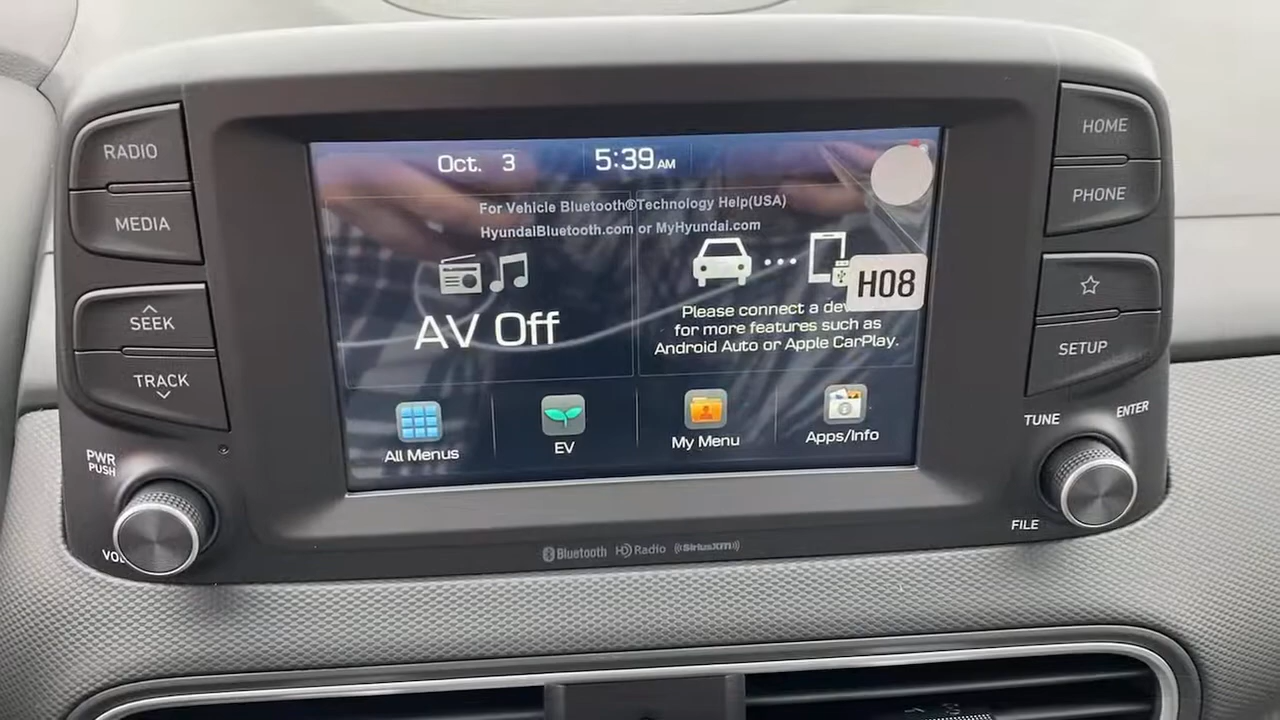 RADIO
MEDIA
SEEK
TRACK
PWR
PUSH
Oct. 3
5:39 AM
For Vehicle Bluetooth®Technology Help(USA)
HyundaiBluetooth.com or MyHyundai.com
AV Off
H08
Please connect a
for more features such as
Android Auto or Apple CarPlay.
All Menus
EV
My Menu
Apps/Info
Bluetooth HD Radio ((SiriusXM))
HOME
PHONE
SETUP
TUNE
ENTER
FILE